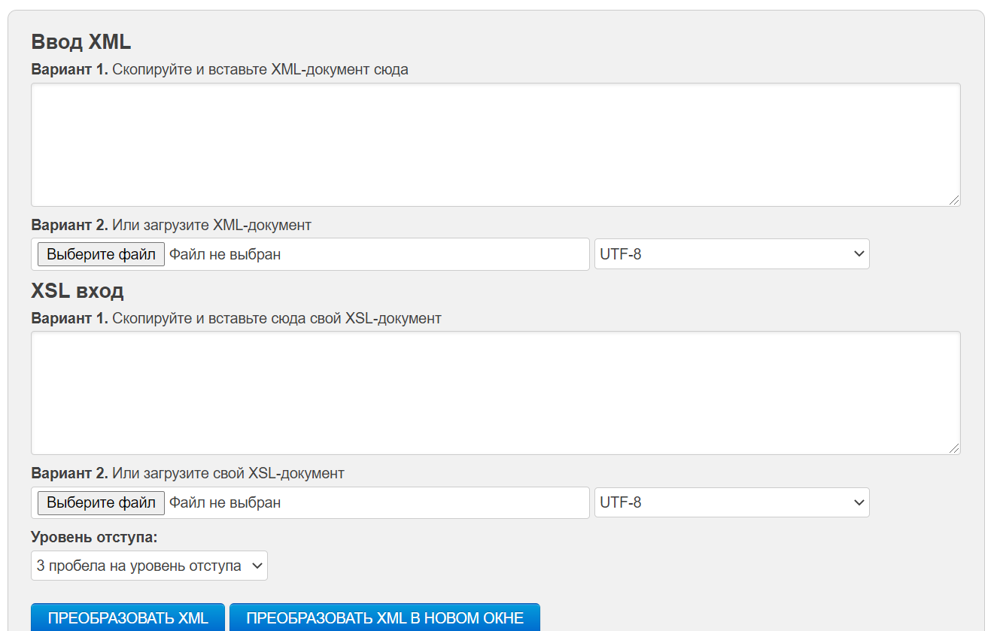 Ввод XML
Вариант 1. Скопируйте и вставьте XML-документ сюда
Вариант 2. Или загрузите XML-документ
Выберите файл Файл не выбран UTF-8
XSL вход
Вариант 1. Скопируйте и вставьте сюда свой XSL-документ
Вариант 2. Или загрузите свой XSL-документ
Выберите файл Файл не выбран UTF-8
Уровень отступа:
3 пробела на уровень отступа
ПРЕОБРАЗОВАТЬ XML ПРЕОБРАЗОВАТЬ XML В НОВОМ ОКНЕ